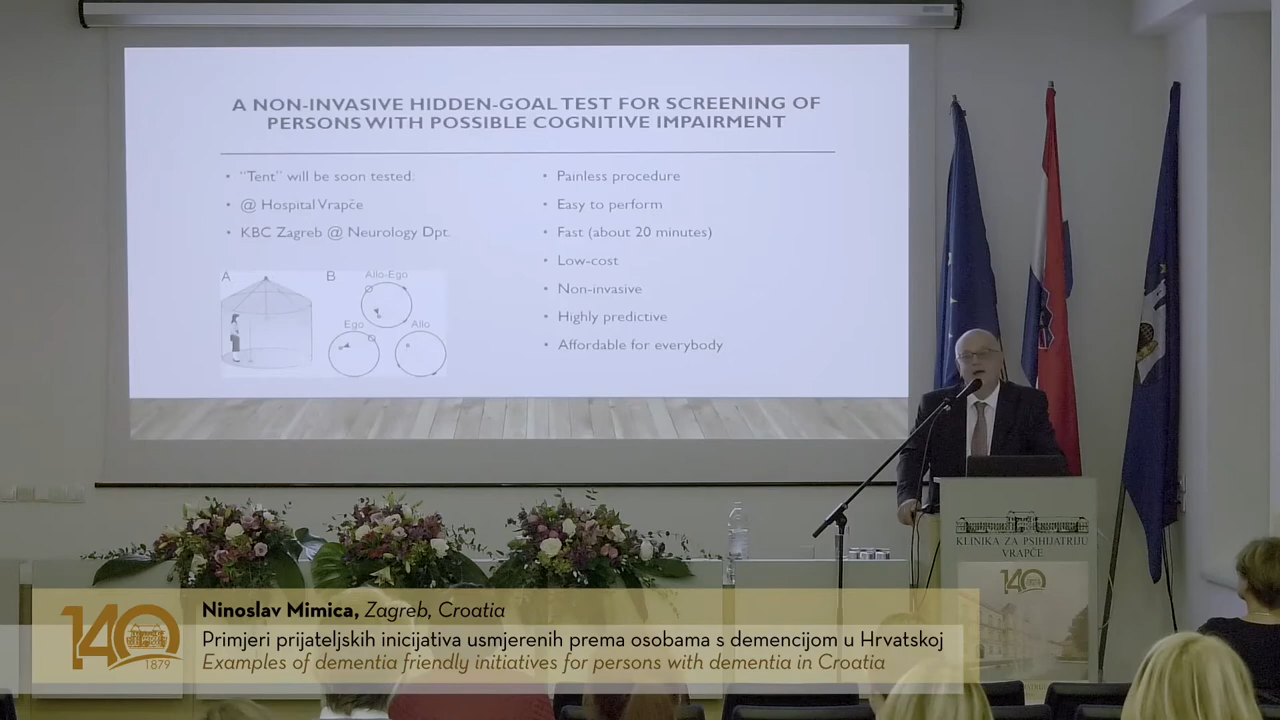 A NON-INVASIVE HIDDEN-GOAL TEST FOR SCREENING OF
PERSONS WITH POSSIBLE COGNITIVE IMPAIRMENT
• "Tent" will be soon tested.
• @ Hospital Vrapče
• KBC Zagreb @ Neurology Dpt.
• Painless procedure
• Easy to perform
• Fast (about 20 minutes)
• Low-cost
• Non-invasive
• Highly predictive
• Affordable for everybody
A
B
Allo-Ego
Ego
Allo
KLINIKA ZA PSIHIJATRIJU
VRAPČE
140
140
1879
Ninoslav Mimica, Zagreb, Croatia
Primjeri prijateljskih inicijativa usmjerenih prema osobama s demencijom u Hrvatskoj
Examples of dementia friendly initiatives for persons with dementia in Croatia